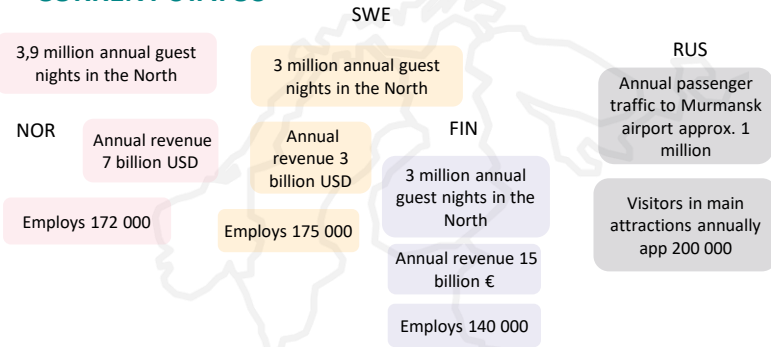 SWE
3,9 million annual guest
nights in the North
3 million annual guest
nights in the North
RUS
Annual passenger
traffic to Murmansk
airport approx. 1
million
NOR
Annual revenue
7 billion USD
Annual
revenue 3
billion USD
FIN
3 million annual
guest nights in the
North
Visitors in main
attractions annually
app 200 000
Employs 172 000
Employs 175 000
Annual revenue 15
billion €
Employs 140 000